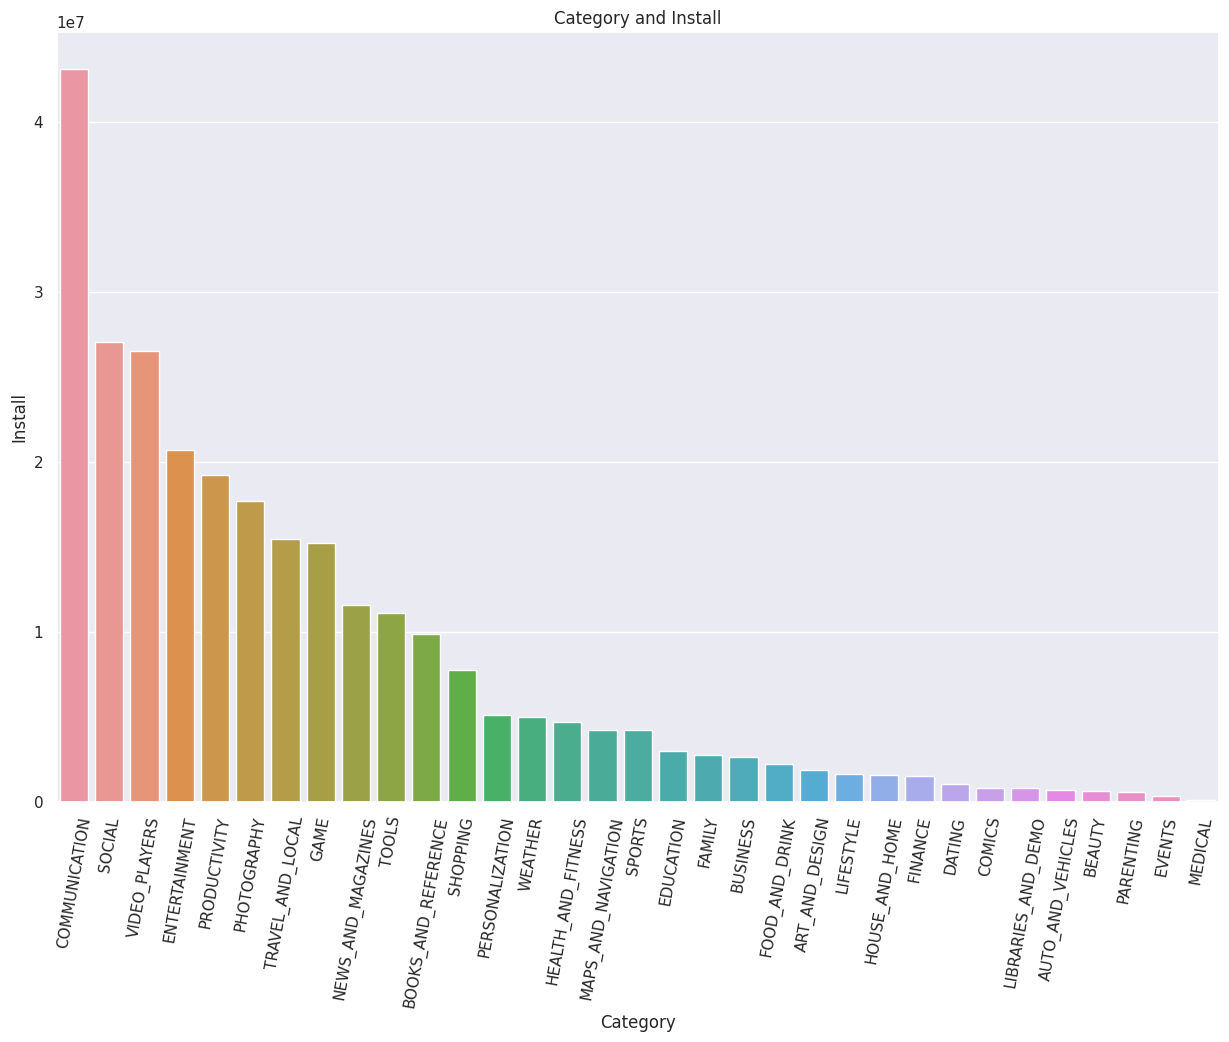 Category and Install
1e7
4
3
2
1
0
Install
COMMUNICATION
SOCIAL
VIDEO_PLAYERS
ENTERTAINMENT
PRODUCTIVITY
PHOTOGRAPHY
TRAVEL_AND_LOCAL
GAME
NEWS_AND_MAGAZINES
TOOLS
BOOKS_AND_REFERENCE
SHOPPING
PERSONALIZATION
WEATHER
HEALTH_AND_FITNESS
MAPS_AND_NAVIGATION
SPORTS
EDUCATION
FAMILY
BUSINESS
FOOD_AND_DRINK
ART_AND_DESIGN
LIFESTYLE
HOUSE_AND_HOME
FINANCE
DATING
COMICS
LIBRARIES_AND_DEMO
AUTO_AND_VEHICLES
BEAUTY
PARENTING
EVENTS
MEDICAL
Category